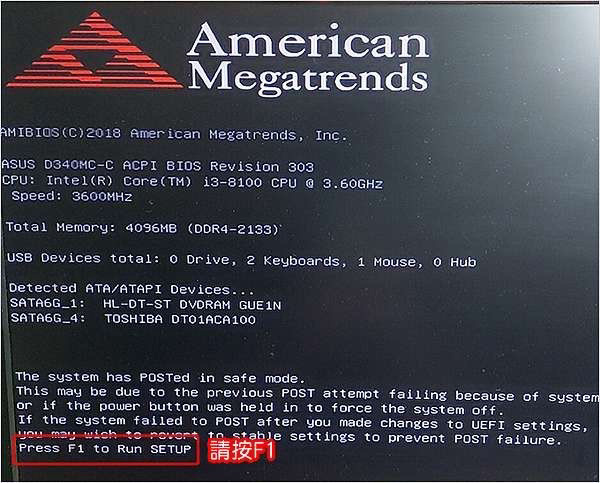 American
Megatrends
AMIBIOS(C)2018 American Megatrends, Inc.
ASUS D340MC-C ACPI BIOS Revision 303
CPU: Intel(R) Core(TM) i3-8100 CPU @ 3.60GHz
Speed: 3600MHz
Total Memory: 4096MB (DDR4-2133)
USB Devices total: 0 Drive, 2 Keyboards, 1 Mouse, 0 Hub
Detected ATA/ATAPI Devices...
SATA6G_1: HL-DT-ST DVDRAM GUE1N
SATA6G_4: TOSHIBA DT01ACA100
The system has POSTed in safe mode.
This may be due to the previous POST attempt failing because of system
or if the power button was held in to force the system off.
If the system failed to POST after you made changes to UEFI settings,
you may wish to revert to stable settings to prevent POST failure.
Press F1 to Run SETUP 請按F1